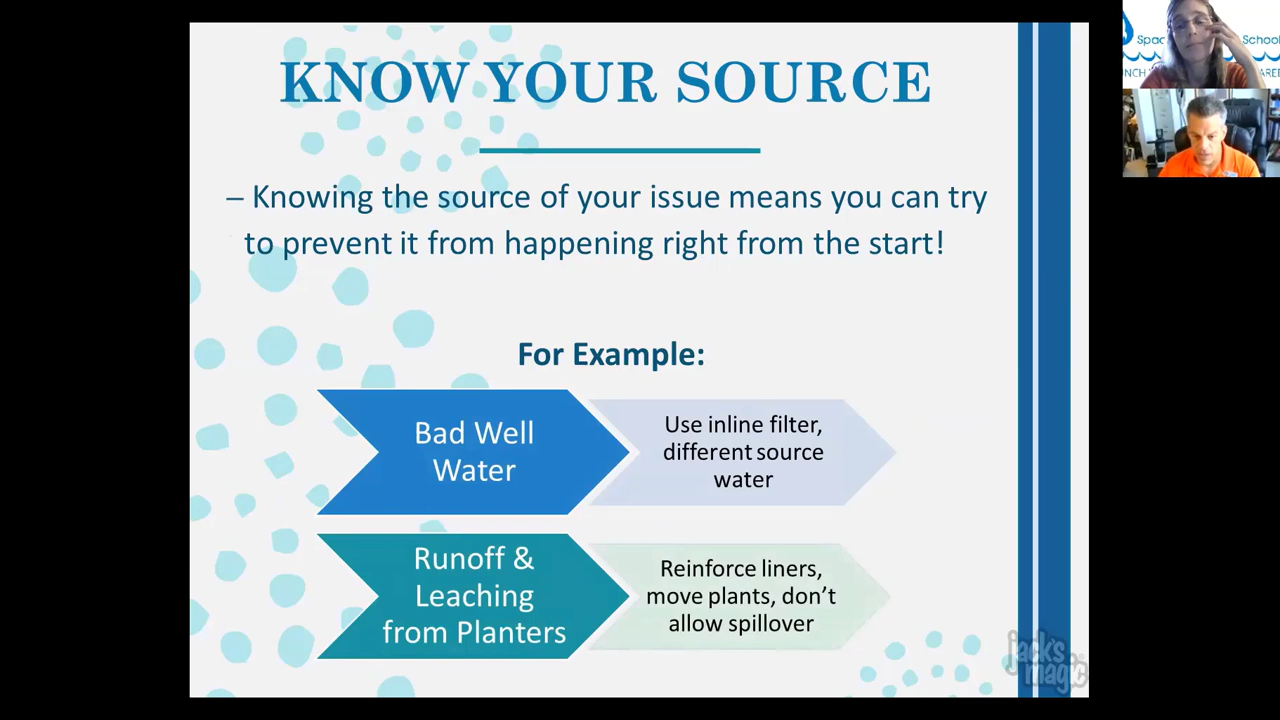 KNOW YOUR SOURCE
– Knowing the source of your issue means you can try
to prevent it from happening right from the start!
For Example:
Bad Well
Water
Use inline filter,
different source
water
Runoff &
Leaching
from Planters
Reinforce liners,
move plants, don’t
allow spillover
jack's
magic
School